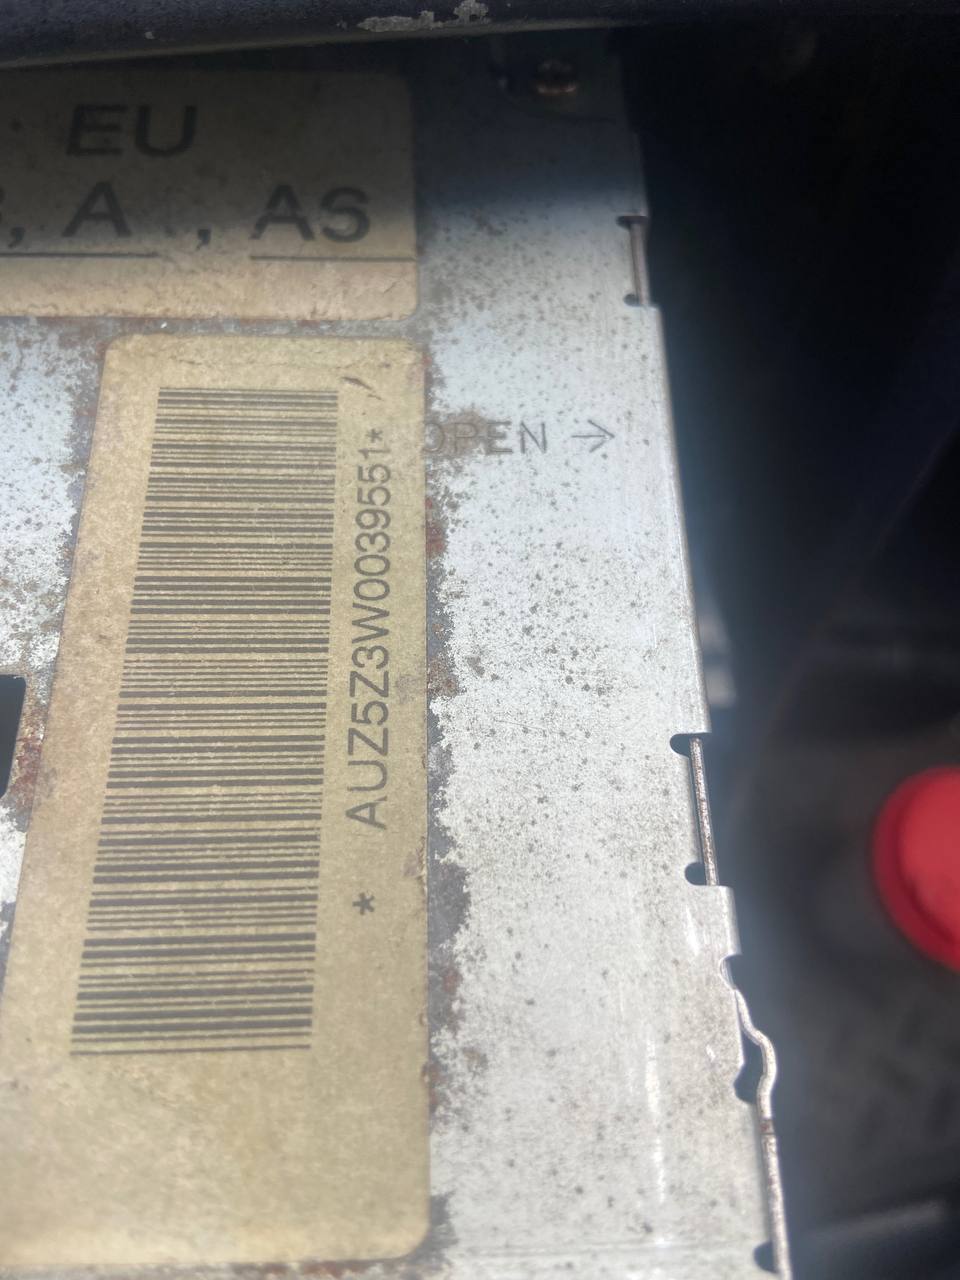 EU
, A , AS
OPEN →
* AUZ5Z3W0039551*